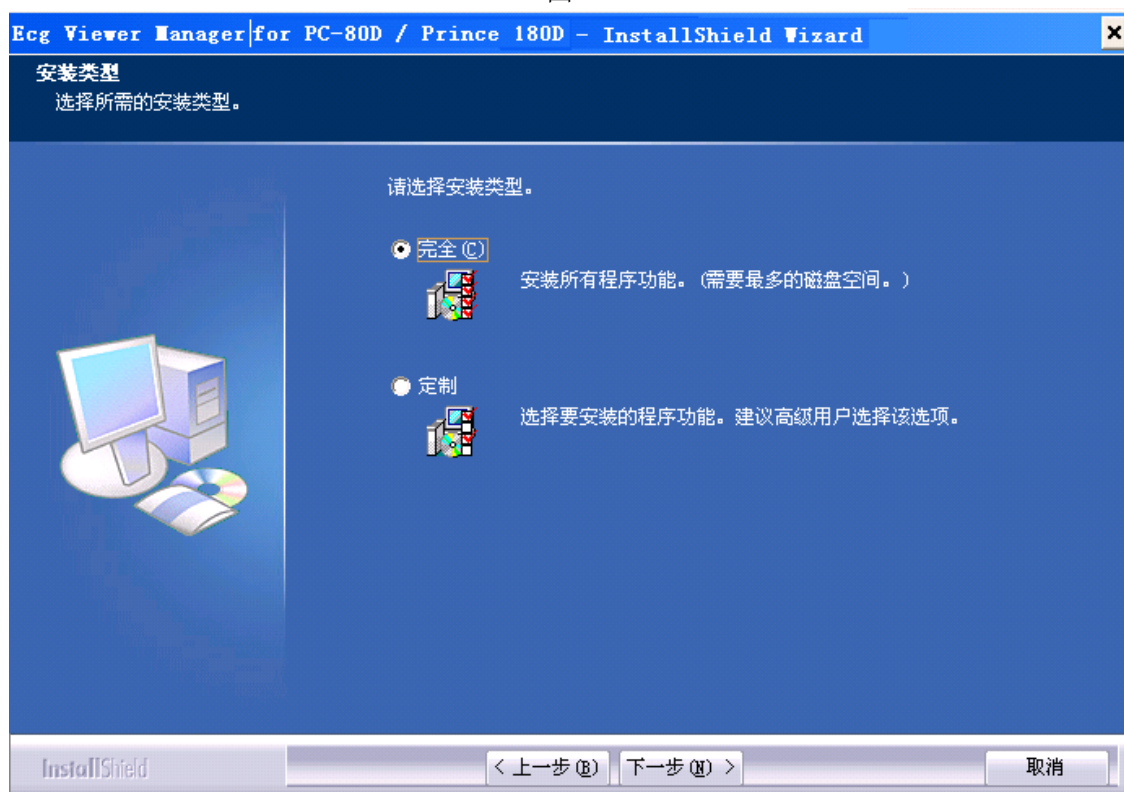 Ecg Viewer Manager for PC-80D / Prince 180D - InstallShield Wizard
安装类型
选择所需的安装类型。
请选择安装类型。
完全(C)
安装所有程序功能。(需要最多的磁盘空间。)
定制
选择要安装的程序功能。建议高级用户选择该选项。
InstallShield
< 上一步(B)
下一步(N) >
取消